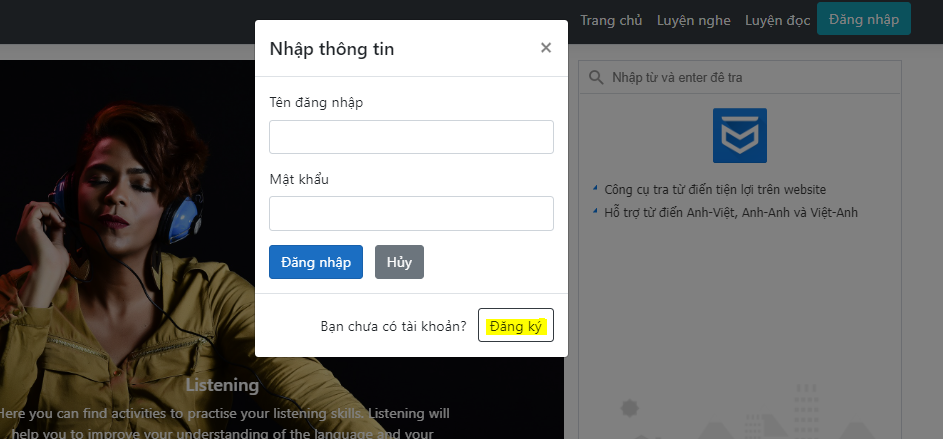 Trang chủ Luyện nghe Luyện đọc Đăng nhập
Nhập thông tin ×
Tên đăng nhập
Mật khẩu
Đăng nhập Hủy
Bạn chưa có tài khoản? Đăng ký
Nhập từ và enter để tra
Công cụ tra từ điển tiện lợi trên website
Hỗ trợ từ điển Anh-Việt, Anh-Anh và Việt-Anh
Listening
Here you can find activities to practise your listening skills. Listening will
help you to improve your understanding of the language and your